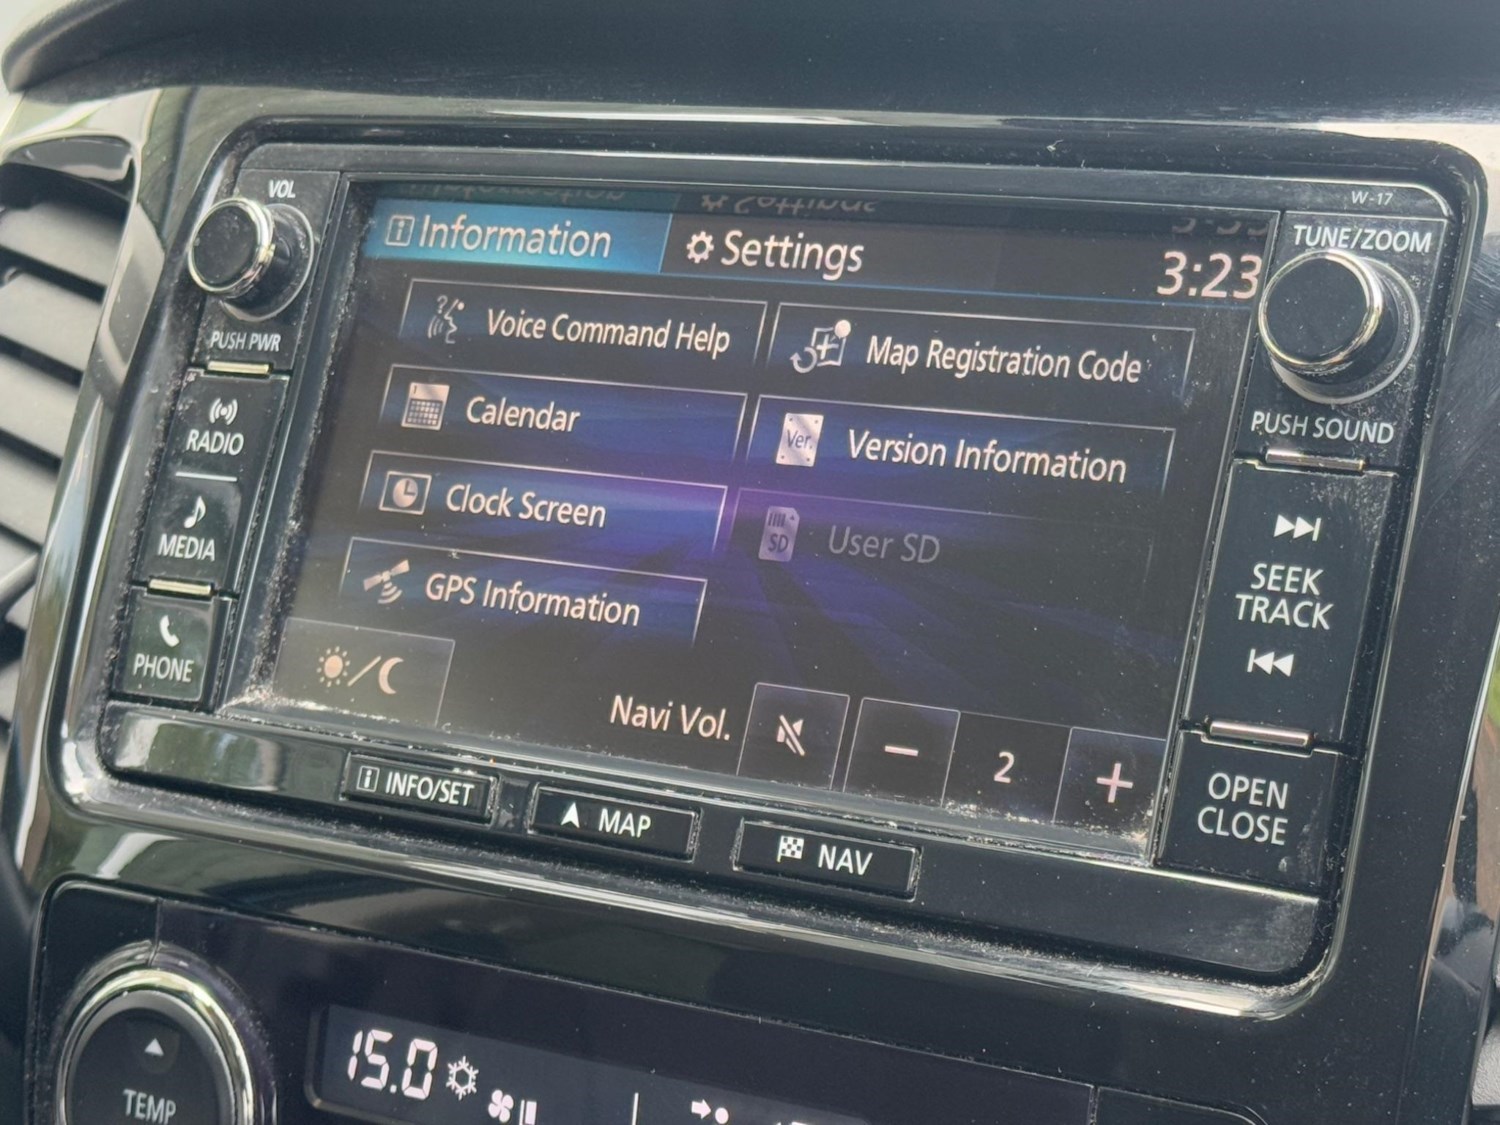 VOL
PUSH PWR
RADIO
MEDIA
PHONE
Information
Settings
3:23
Voice Command Help
Map Registration Code
Calendar
Ver.
Version Information
Clock Screen
SD
User SD
GPS Information
Navi Vol.
2
W-17
TUNE/ZOOM
PUSH SOUND
SEEK
TRACK
OPEN
CLOSE
INFO/SET
MAP
NAV
15.0
TEMP